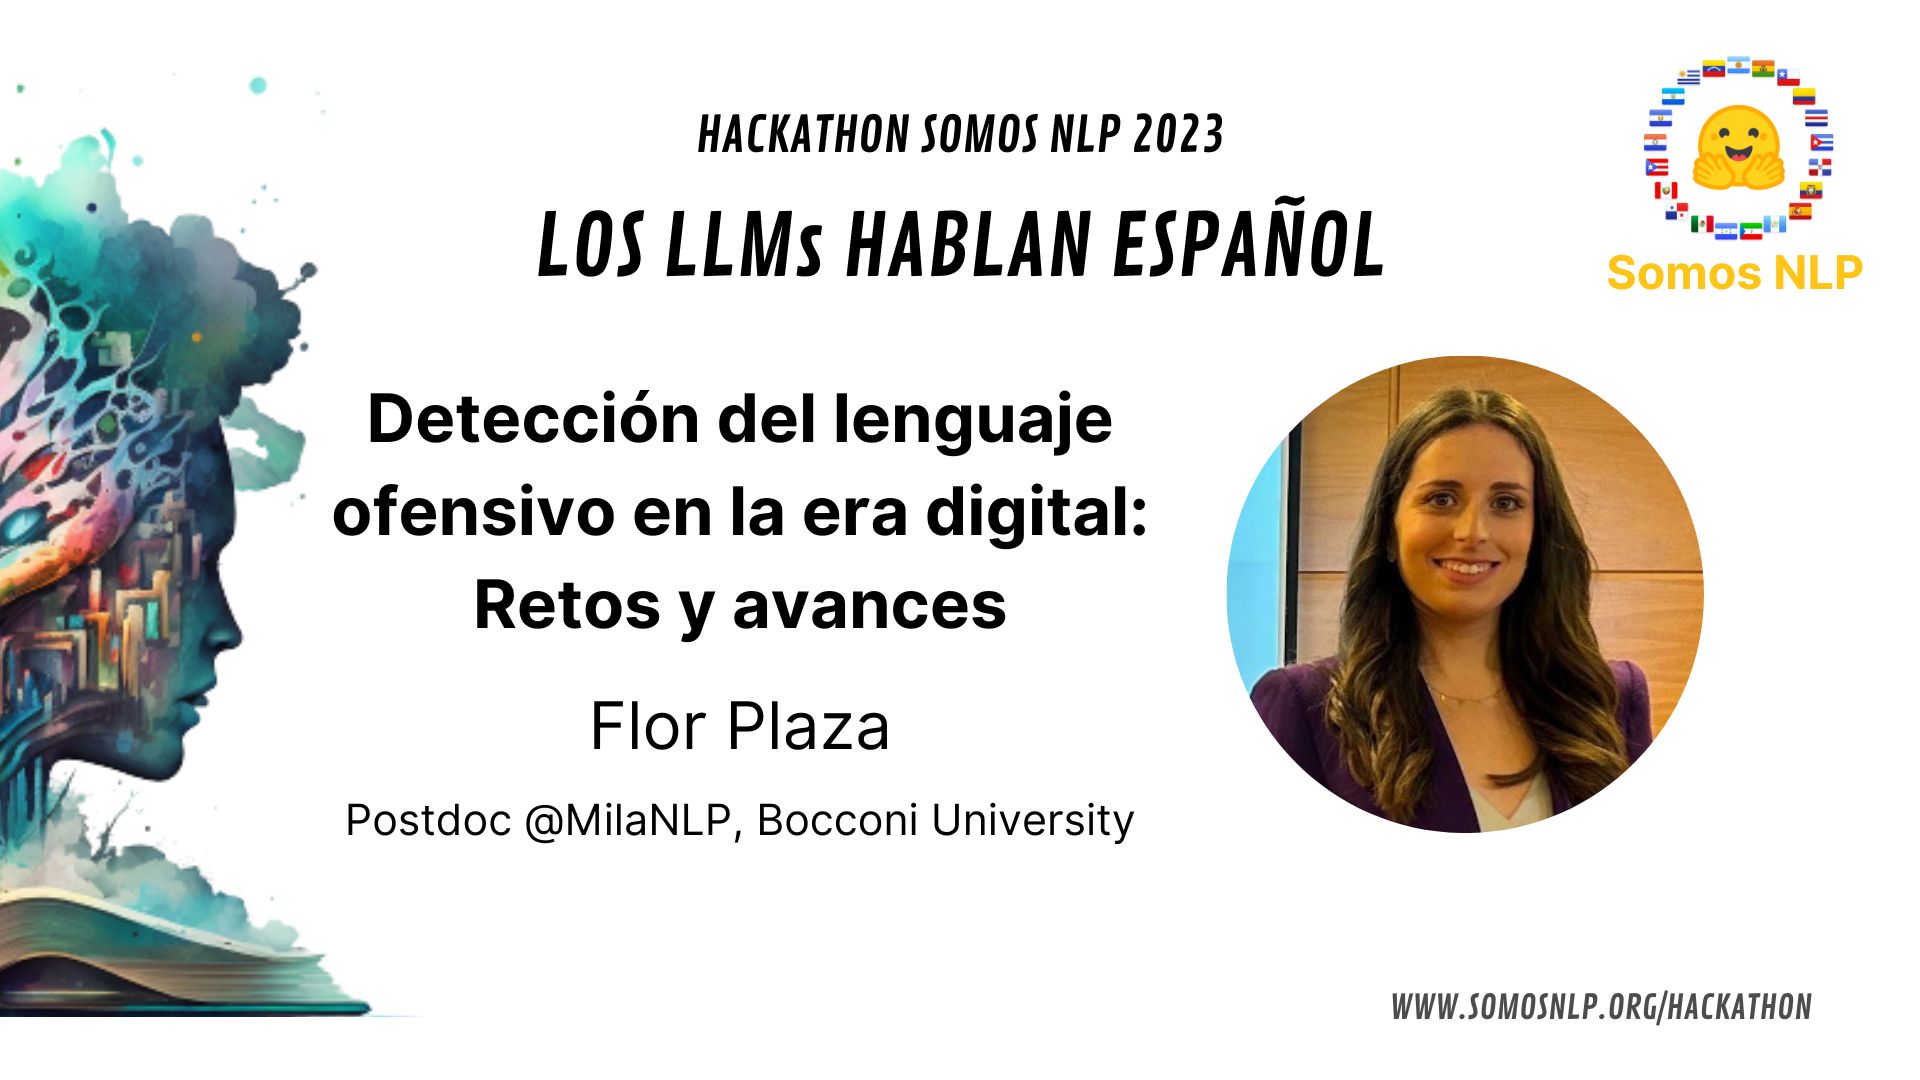 HACKATHON SOMOS NLP 2023
LOS LLMs HABLAN ESPAÑOL
Somos NLP
Detección del lenguaje
ofensivo en la era digital:
Retos y avances
Flor Plaza
Postdoc @MilaNLP, Bocconi University
WWW.SOMOSNLP.ORG/HACKATHON